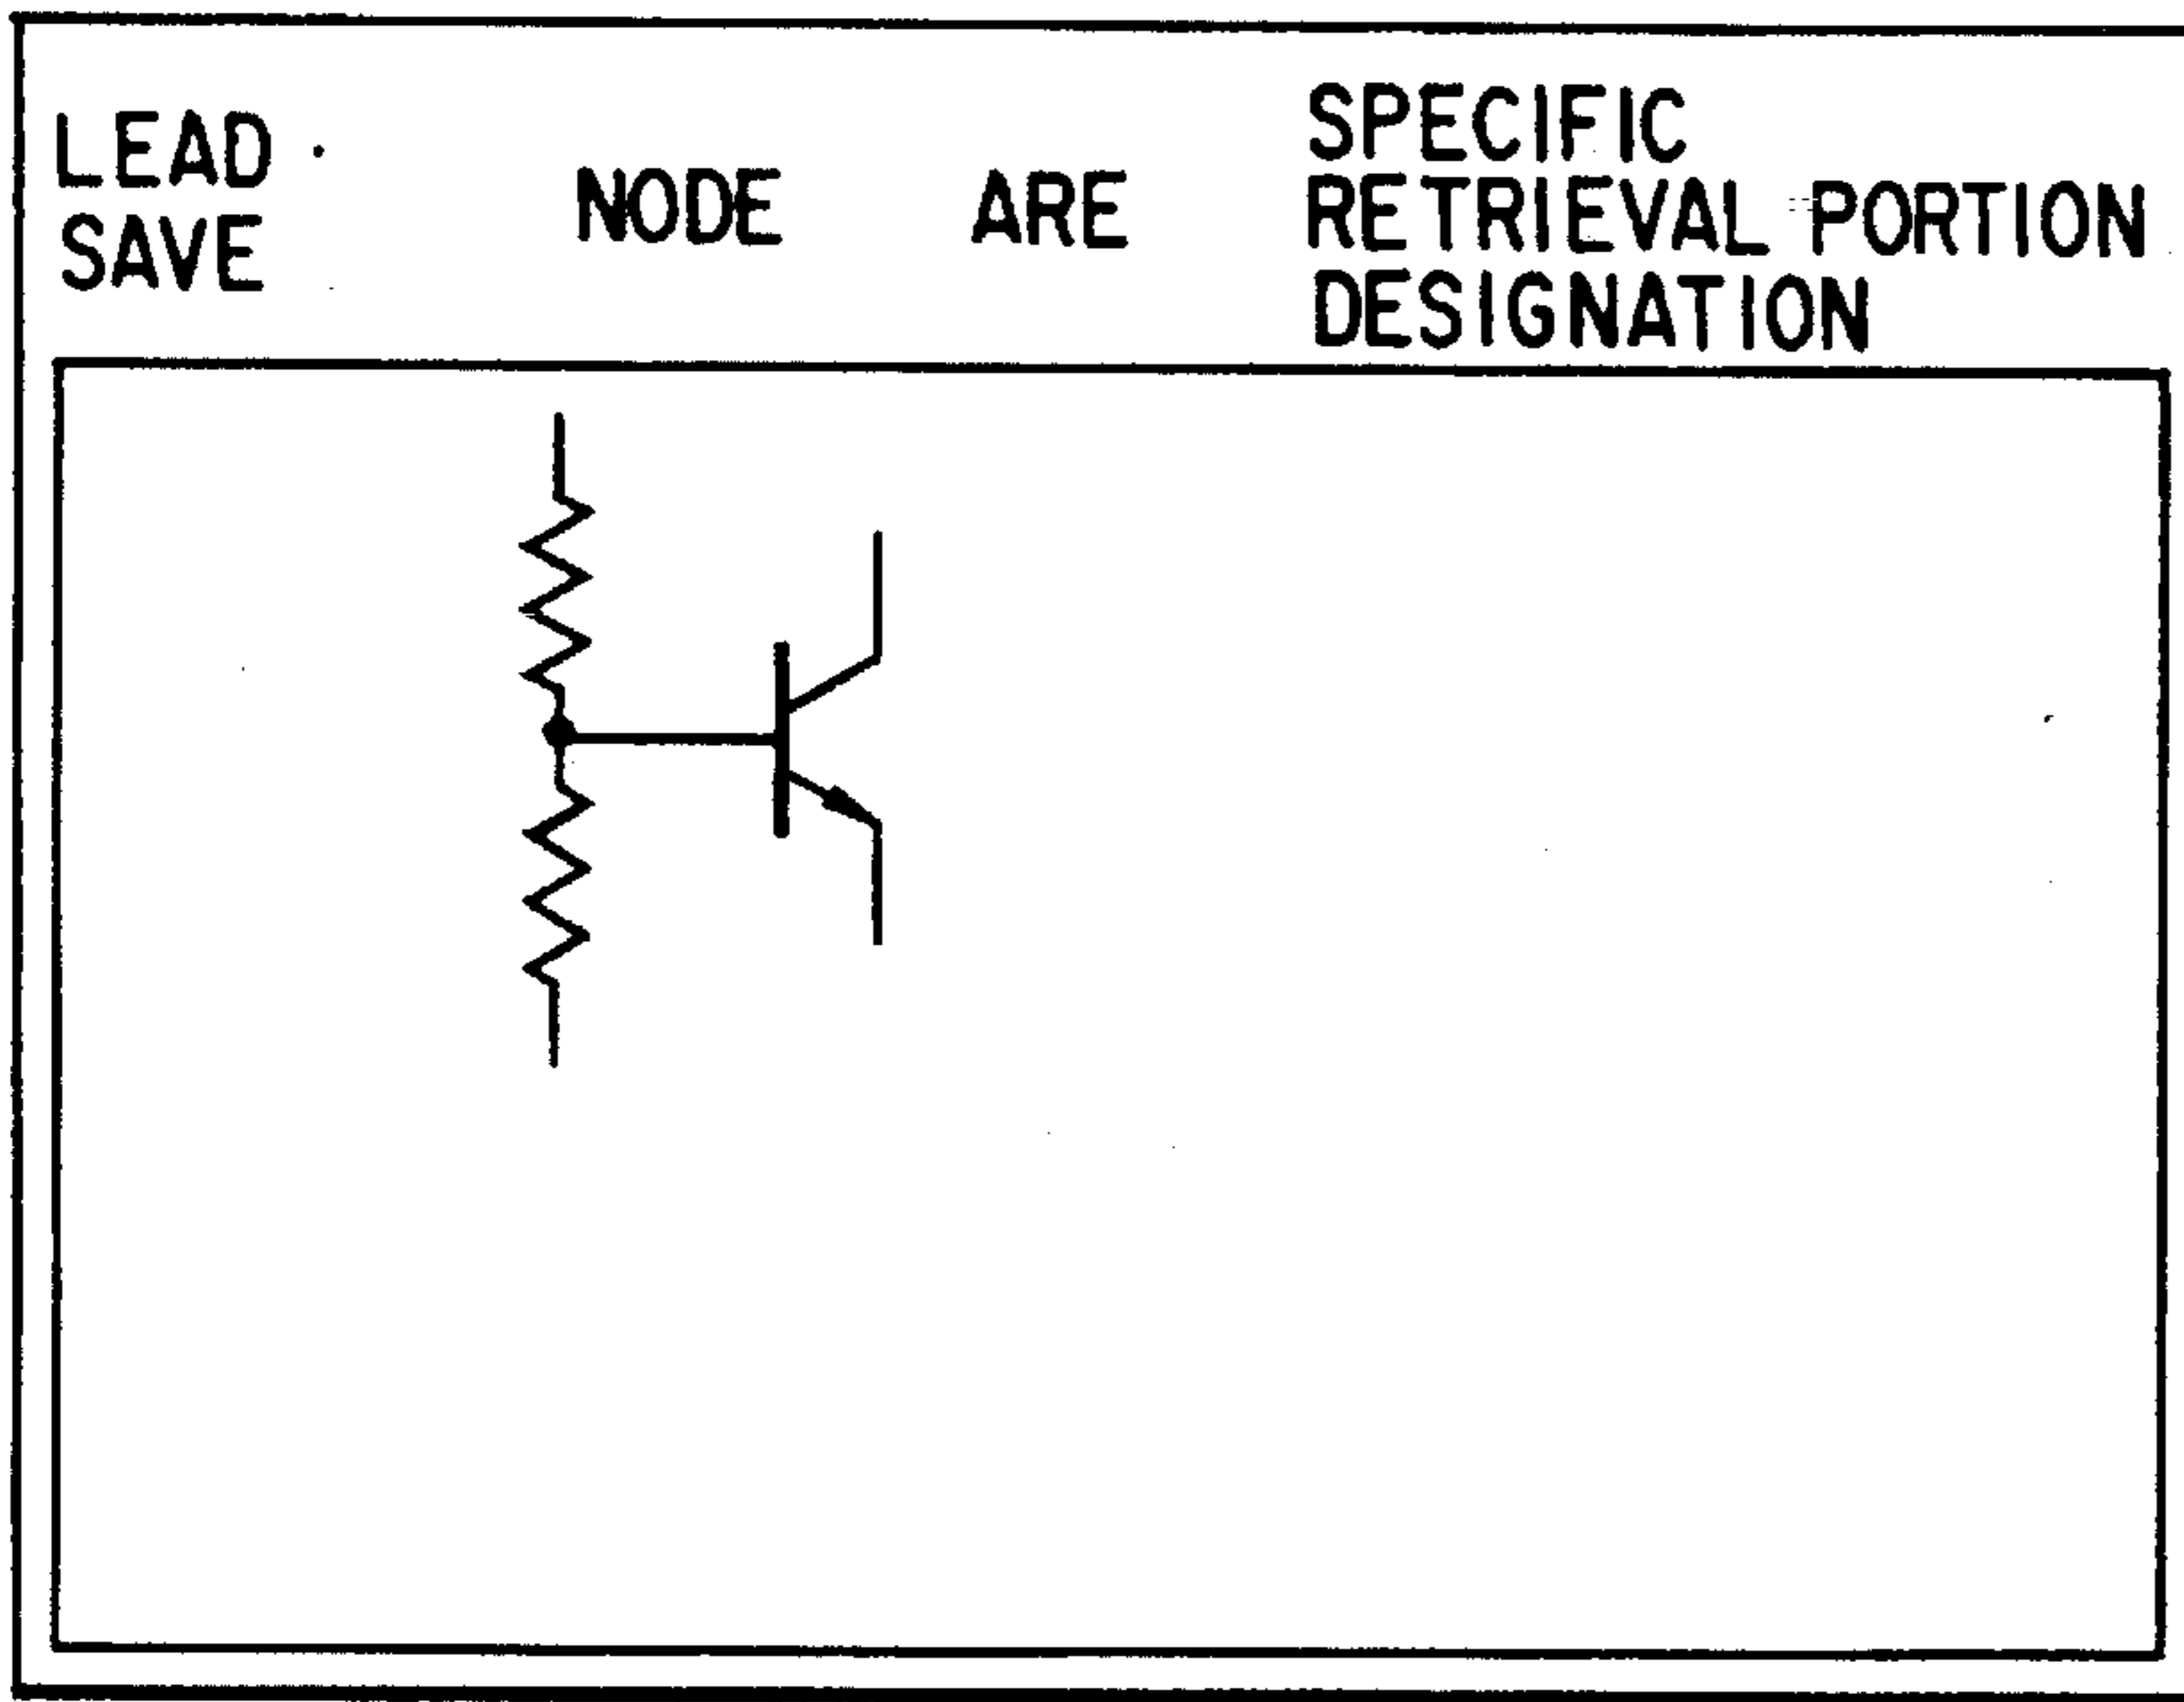 LEAD
SAVE
NODE
ARE
SPECIFIC
RETRIEVAL PORTION
DESIGNATION